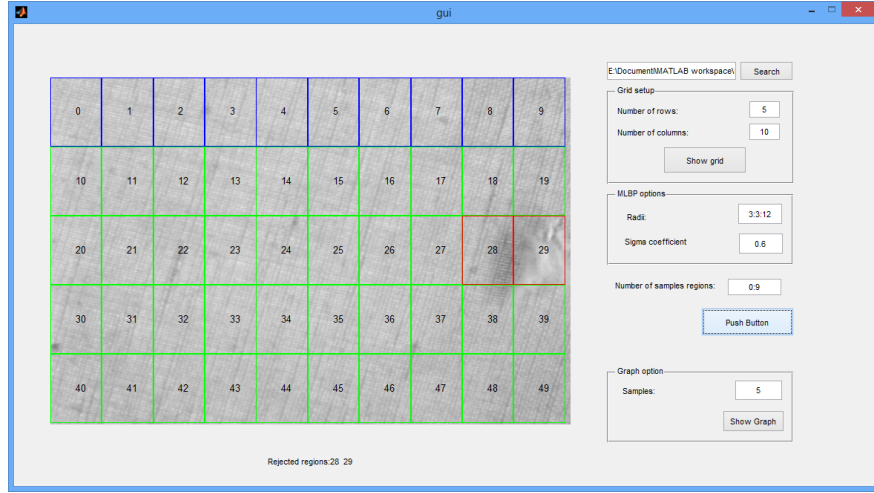 gui
E:\Document\MATLAB workspace\
Search
Grid setup
Number of rows:
5
Number of columns:
10
Show grid
0 1 2 3 4 5 6 7 8 9
10 11 12 13 14 15 16 17 18 19
MLBP options
Radii:
3:3:12
Sigma coefficient
0.6
20 21 22 23 24 25 26 27 28 29
Number of samples regions:
0:9
Push Button
30 31 32 33 34 35 36 37 38 39
Graph option
Samples:
5
Show Graph
40 41 42 43 44 45 46 47 48 49
Rejected regions:28 29